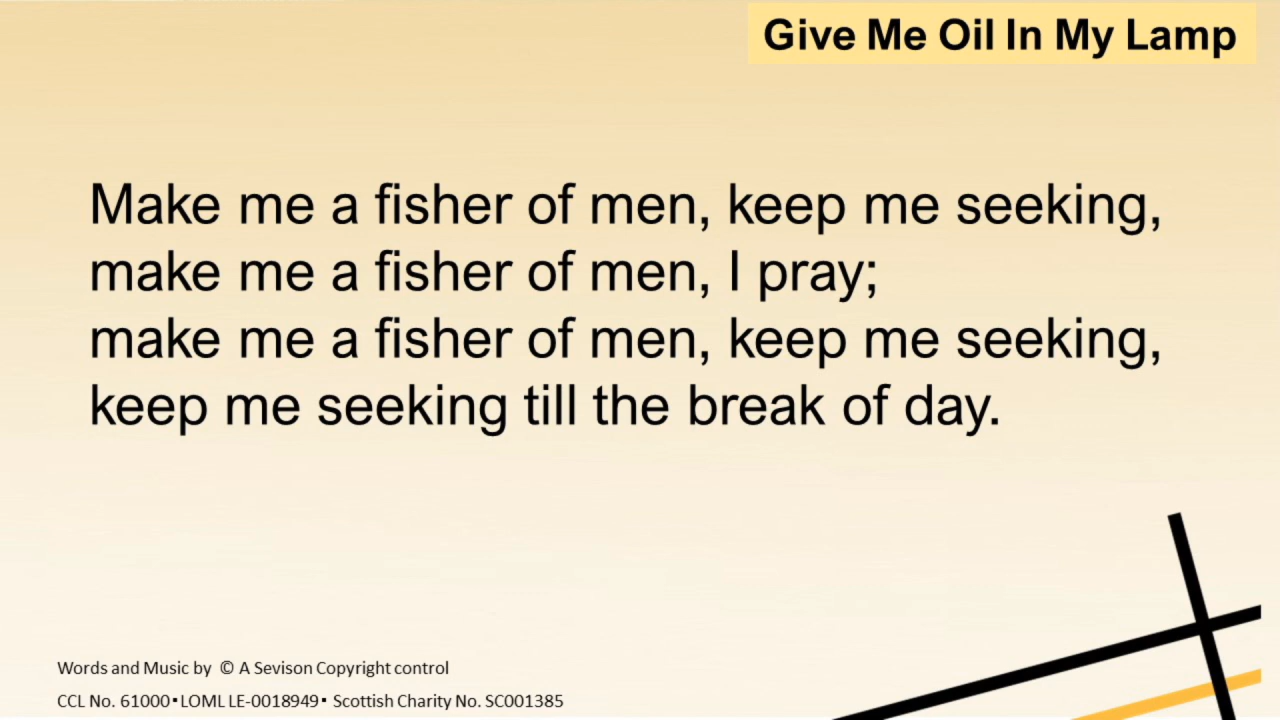 Give Me Oil In My Lamp
Make me a fisher of men, keep me seeking,
make me a fisher of men, I pray;
make me a fisher of men, keep me seeking,
keep me seeking till the break of day.
Words and Music by © A Sevison Copyright control
CCL No. 61000▪LOML LE-0018949▪ Scottish Charity No. SC001385